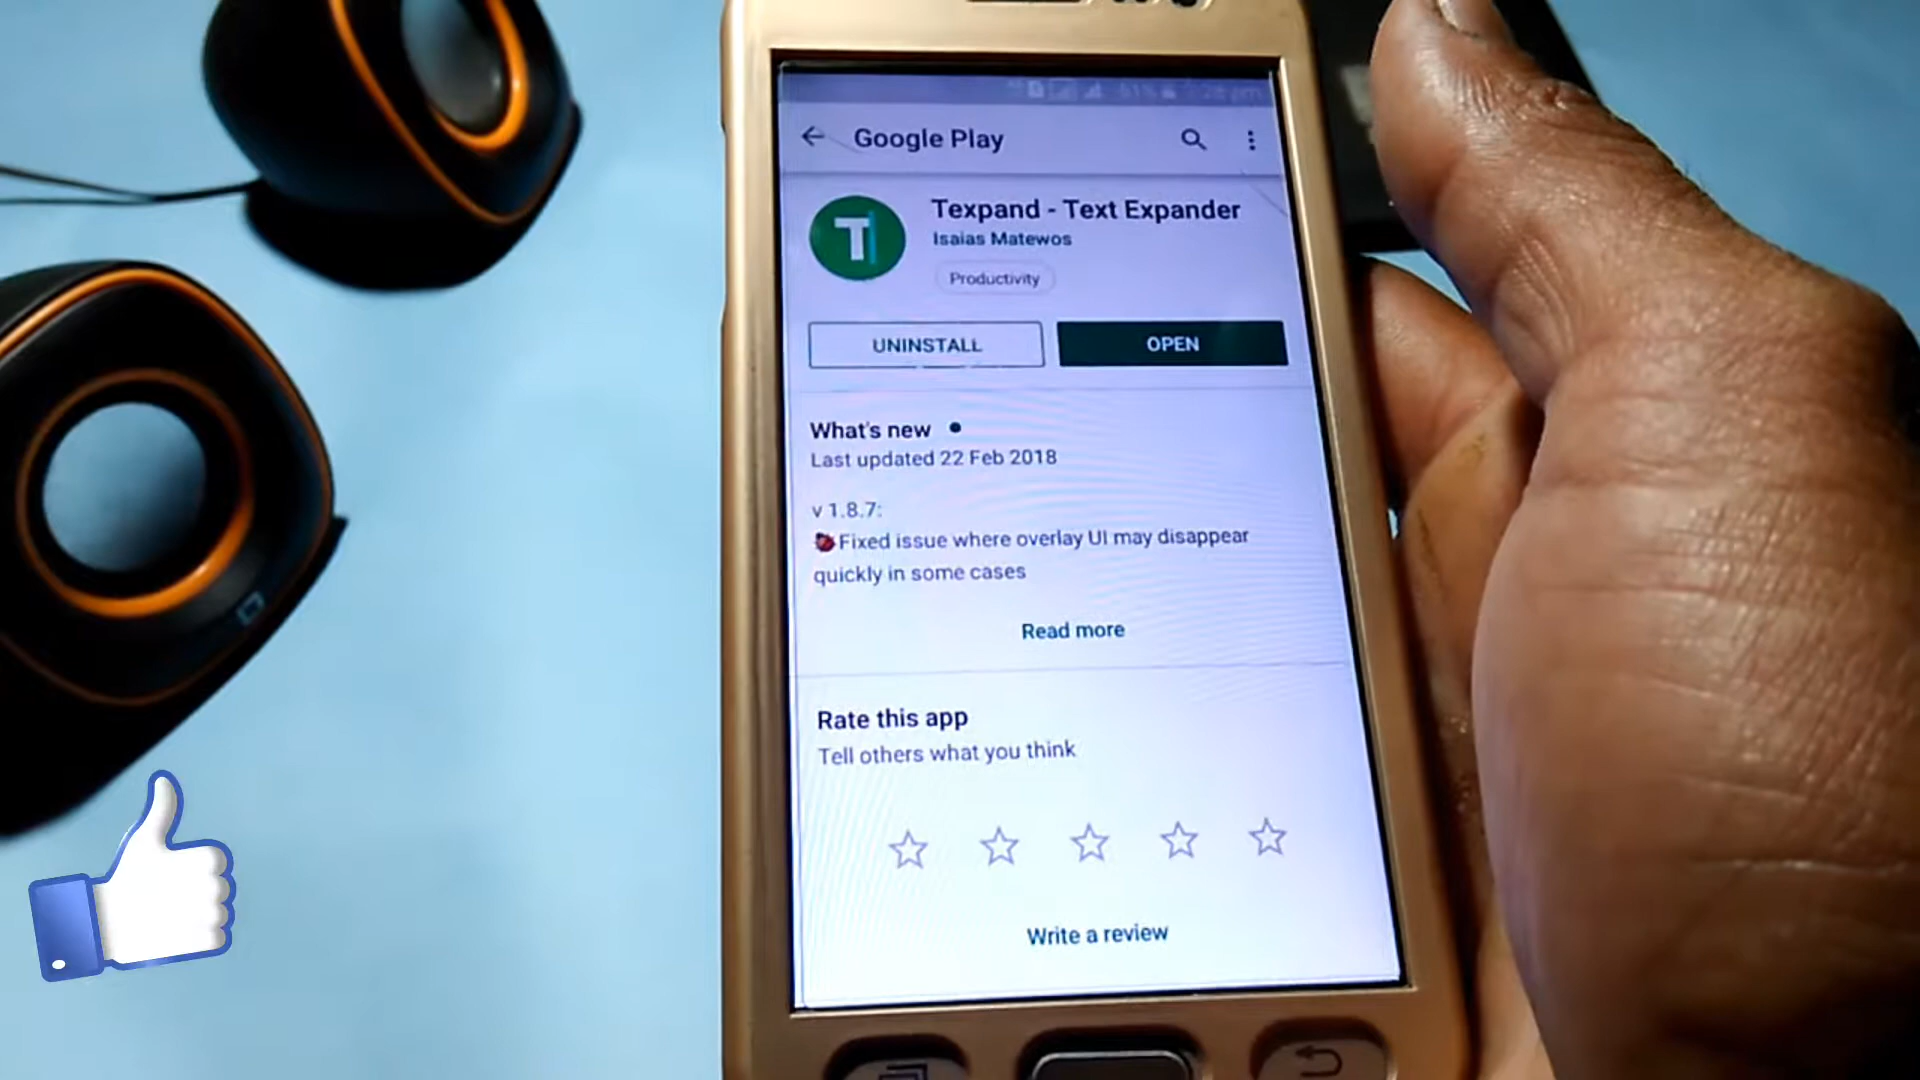 Google Play
T
Texpand - Text Expander
Isaias Matewos
Productivity
UNINSTALL
OPEN
What's new
Last updated 22 Feb 2018
v 1.8.7:
🐞Fixed issue where overlay UI may disappear
quickly in some cases
Read more
Rate this app
Tell others what you think
Write a review